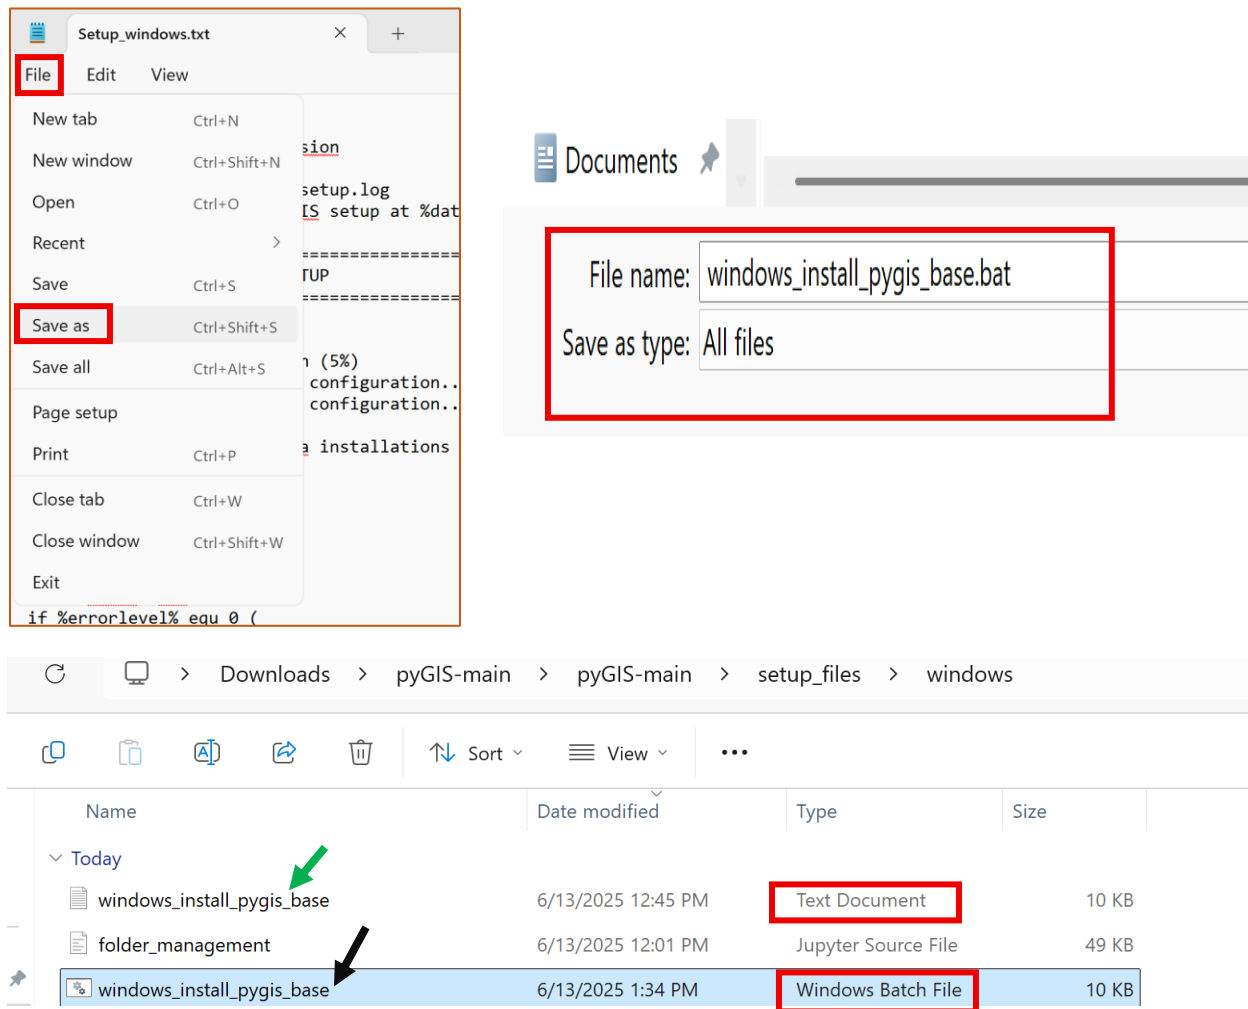 Setup_windows.txt
File Edit View
New tab Ctrl+N
New window Ctrl+Shift+N
Open Ctrl+O
Recent
Save Ctrl+S
Save as Ctrl+Shift+S
Save all Ctrl+Alt+S
Page setup
Print Ctrl+P
Close tab Ctrl+W
Close window Ctrl+Shift+W
Exit
sion
setup.log
IS setup at %dat
==================
TUP
==================
n (5%)
configuration..
configuration..
a installations
if %errorlevel% equ 0 (
Documents
File name: windows_install_pygis_base.bat
Save as type: All files
Downloads > pyGIS-main > pyGIS-main > setup_files > windows
Sort View
Name Date modified Type Size
Today
windows_install_pygis_base 6/13/2025 12:45 PM Text Document 10 KB
folder_management 6/13/2025 12:01 PM Jupyter Source File 49 KB
windows_install_pygis_base 6/13/2025 1:34 PM Windows Batch File 10 KB